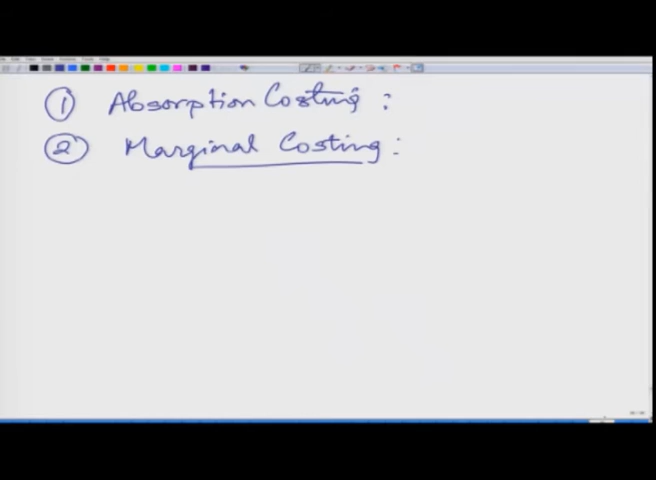 ① Absorption Costing :
② Marginal Costing :